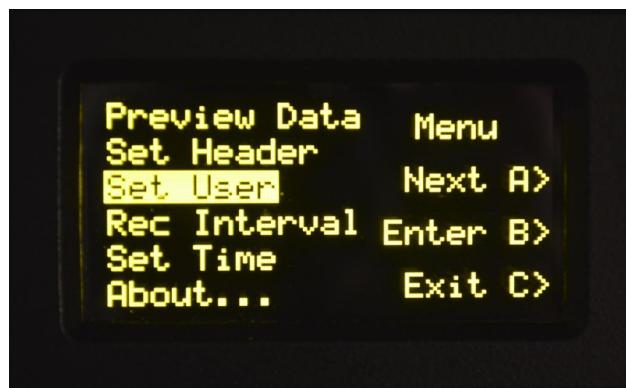 Preview Data
Set Header
Set User
Rec Interval
Set Time
About...
Menu
Next A>
Enter B>
Exit C>